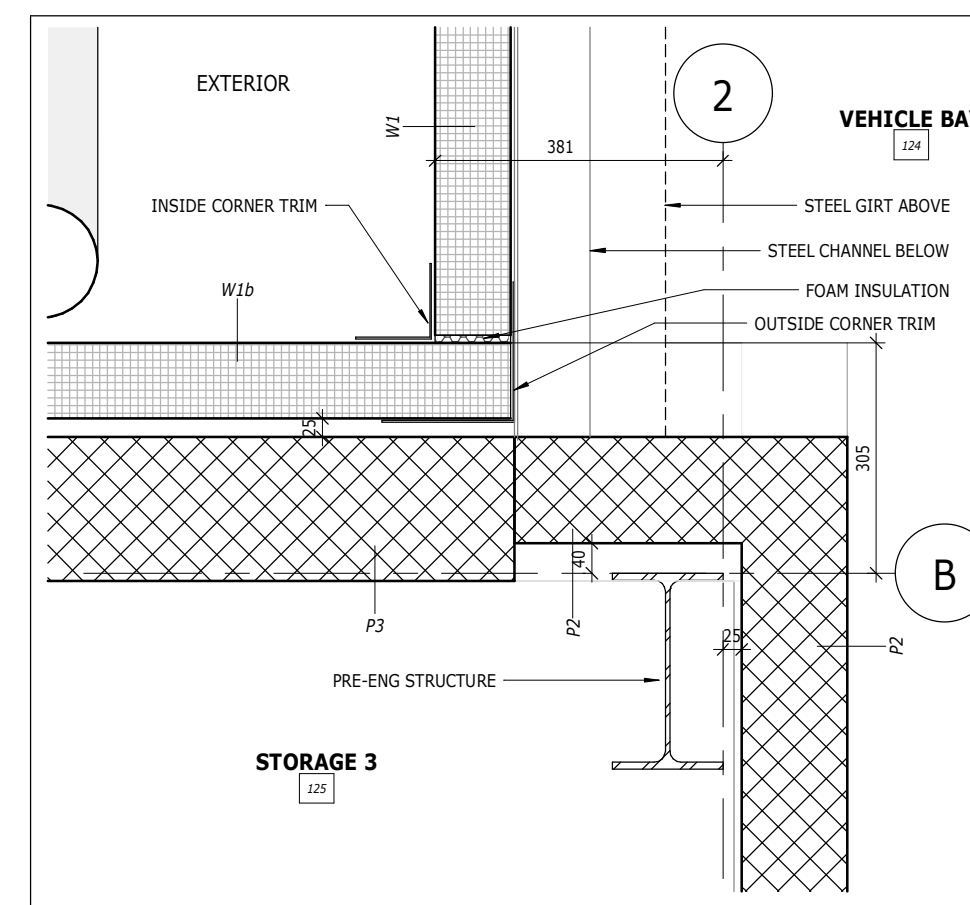 EXTERIOR
2
VEHICLE BA
124
W1
381
INSIDE CORNER TRIM
STEEL GIRT ABOVE
STEEL CHANNEL BELOW
W1b
FOAM INSULATION
OUTSIDE CORNER TRIM
25
305
40
B
P3
P2
25
P2
PRE-ENG STRUCTURE
STORAGE 3
125